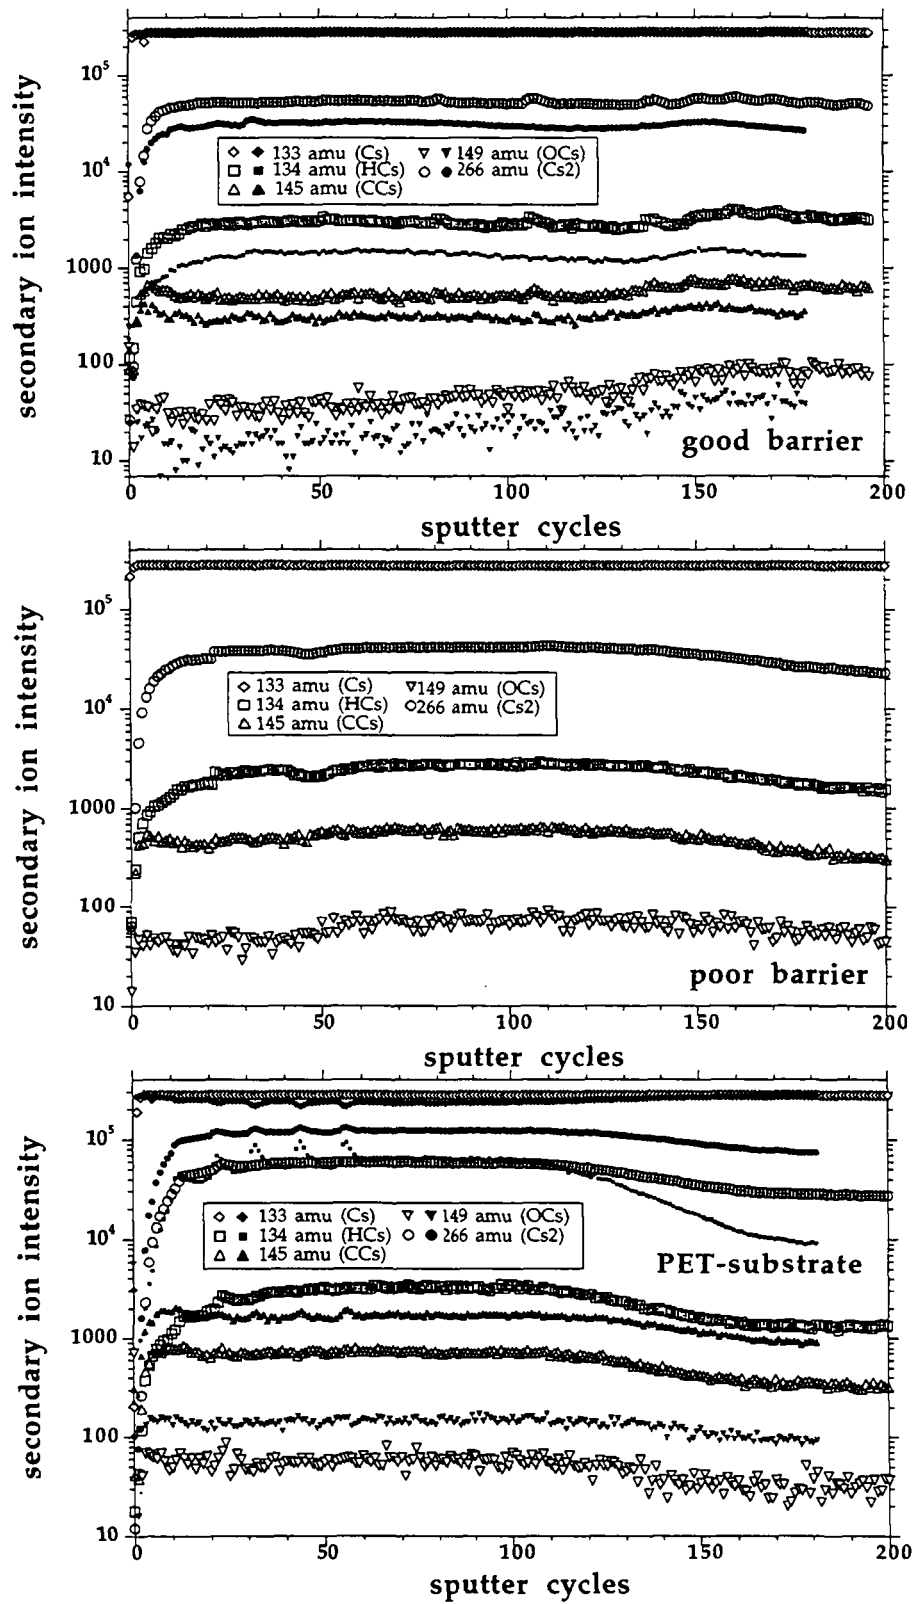 secondary ion intensity
10⁵
10⁴
1000
100
10
133 amu (Cs)
134 amu (HCs)
145 amu (CCs)
149 amu (OCs)
266 amu (Cs2)
good barrier
0 50 100 150 200
sputter cycles
secondary ion intensity
10⁵
10⁴
1000
100
10
133 amu (Cs)
134 amu (HCs)
145 amu (CCs)
149 amu (OCs)
266 amu (Cs2)
poor barrier
0 50 100 150 200
sputter cycles
secondary ion intensity
10⁵
10⁴
1000
100
10
133 amu (Cs)
134 amu (HCs)
145 amu (CCs)
149 amu (OCs)
266 amu (Cs2)
PET-substrate
0 50 100 150 200
sputter cycles